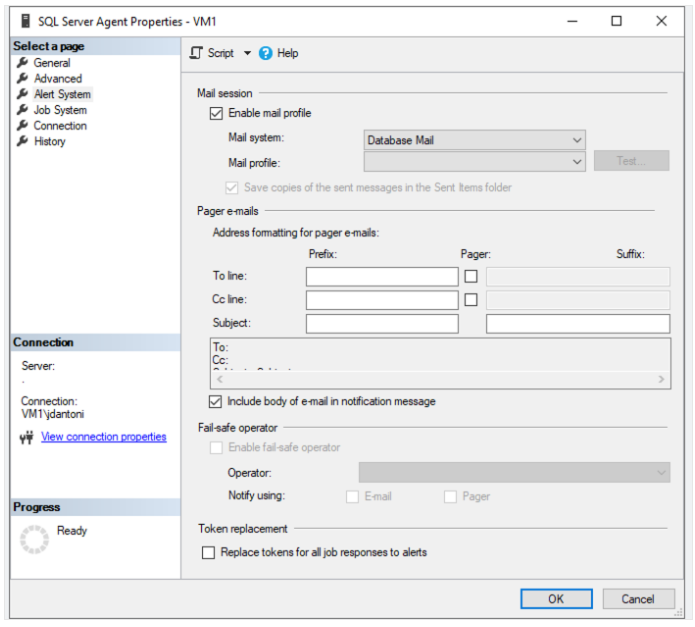 SQL Server Agent Properties - VM1
Select a page
General
Advanced
Alert System
Job System
Connection
History
Script
Help
Mail session
Enable mail profile
Mail system:
Database Mail
Mail profile:
Test...
Save copies of the sent messages in the Sent Items folder
Pager e-mails
Address formatting for pager e-mails:
Prefix: Pager: Suffix:
To line:
Cc line:
Subject:
To:
Cc:
Include body of e-mail in notification message
Fail-safe operator
Enable fail-safe operator
Operator:
Notify using: E-mail Pager
Token replacement
Replace tokens for all job responses to alerts
Connection
Server:
.
Connection:
VM1\jdantoni
View connection properties
Progress
Ready
OK Cancel